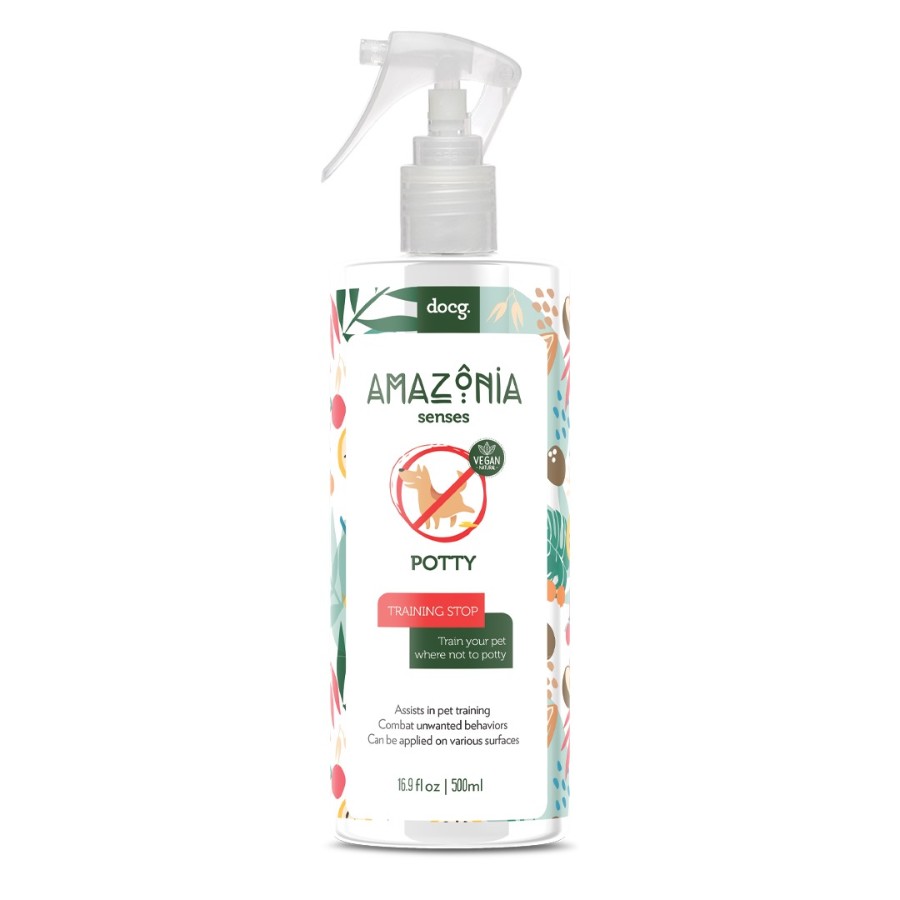 docg.
AMAZÔNIA
senses
VEGAN
NATURAL
POTTY
TRAINING STOP
Train your pet
where not to potty
Assists in pet training
Combat unwanted behaviors
Can be applied on various surfaces
16.9 fl oz | 500ml